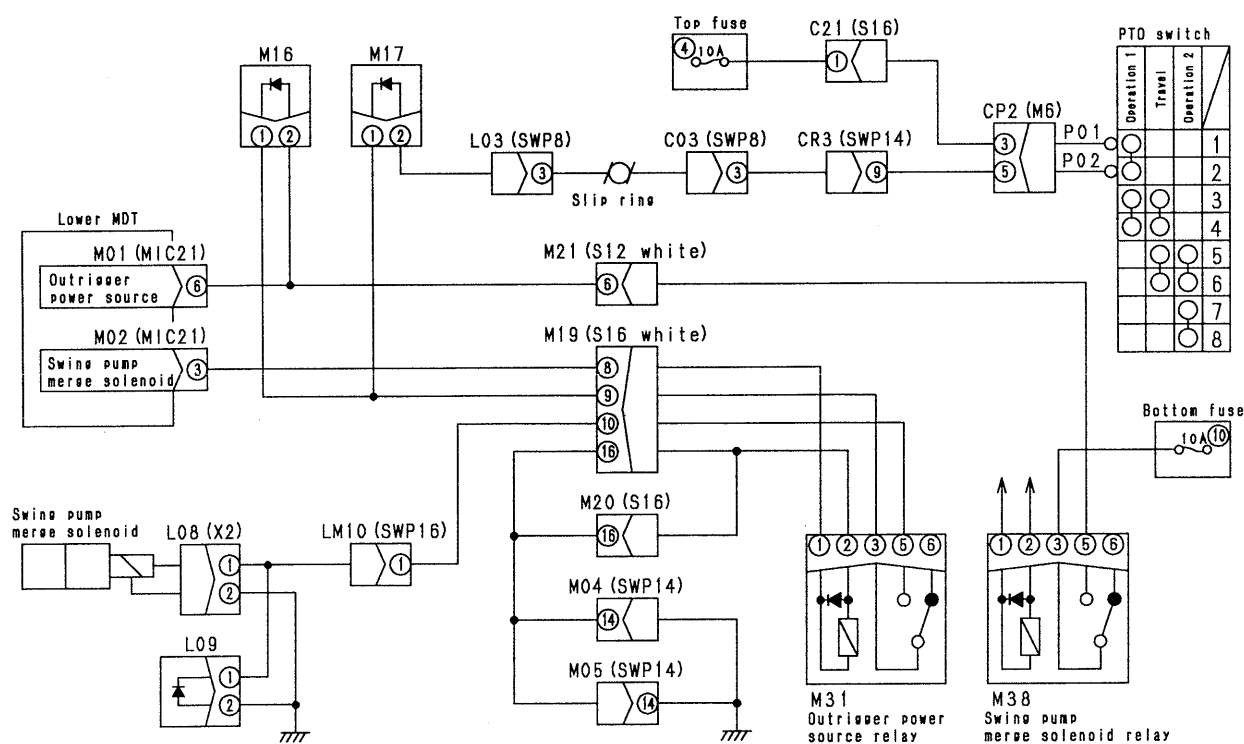 Top fuse
C21 (S16)
PTO switch
M16
M17
④ 10A
①
Operation 1
Travel
Operation 2
CP2 (M6)
① ②
① ②
L03 (SWP8)
C03 (SWP8)
CR3 (SWP14)
③
P01
1
③
③
⑨
⑤
P02
2
Slip ring
3
Lower MDT
4
M01 (MIC21)
M21 (S12 white)
5
Outrigger
power source
⑥
⑥
6
7
M02 (MIC21)
M19 (S16 white)
8
Swing pump
merge solenoid
③
⑧
⑨
⑩
⑯
Bottom fuse
10A ⑩
Swing pump
merge solenoid
L08 (X2)
LM10 (SWP16)
M20 (S16)
①
②
①
⑯
① ② ③ ⑤ ⑥
① ② ③ ⑤ ⑥
M04 (SWP14)
⑭
L09
①
②
M05 (SWP14)
⑭
M31
Outrigger power
source relay
M38
Swing pump
merge solenoid relay